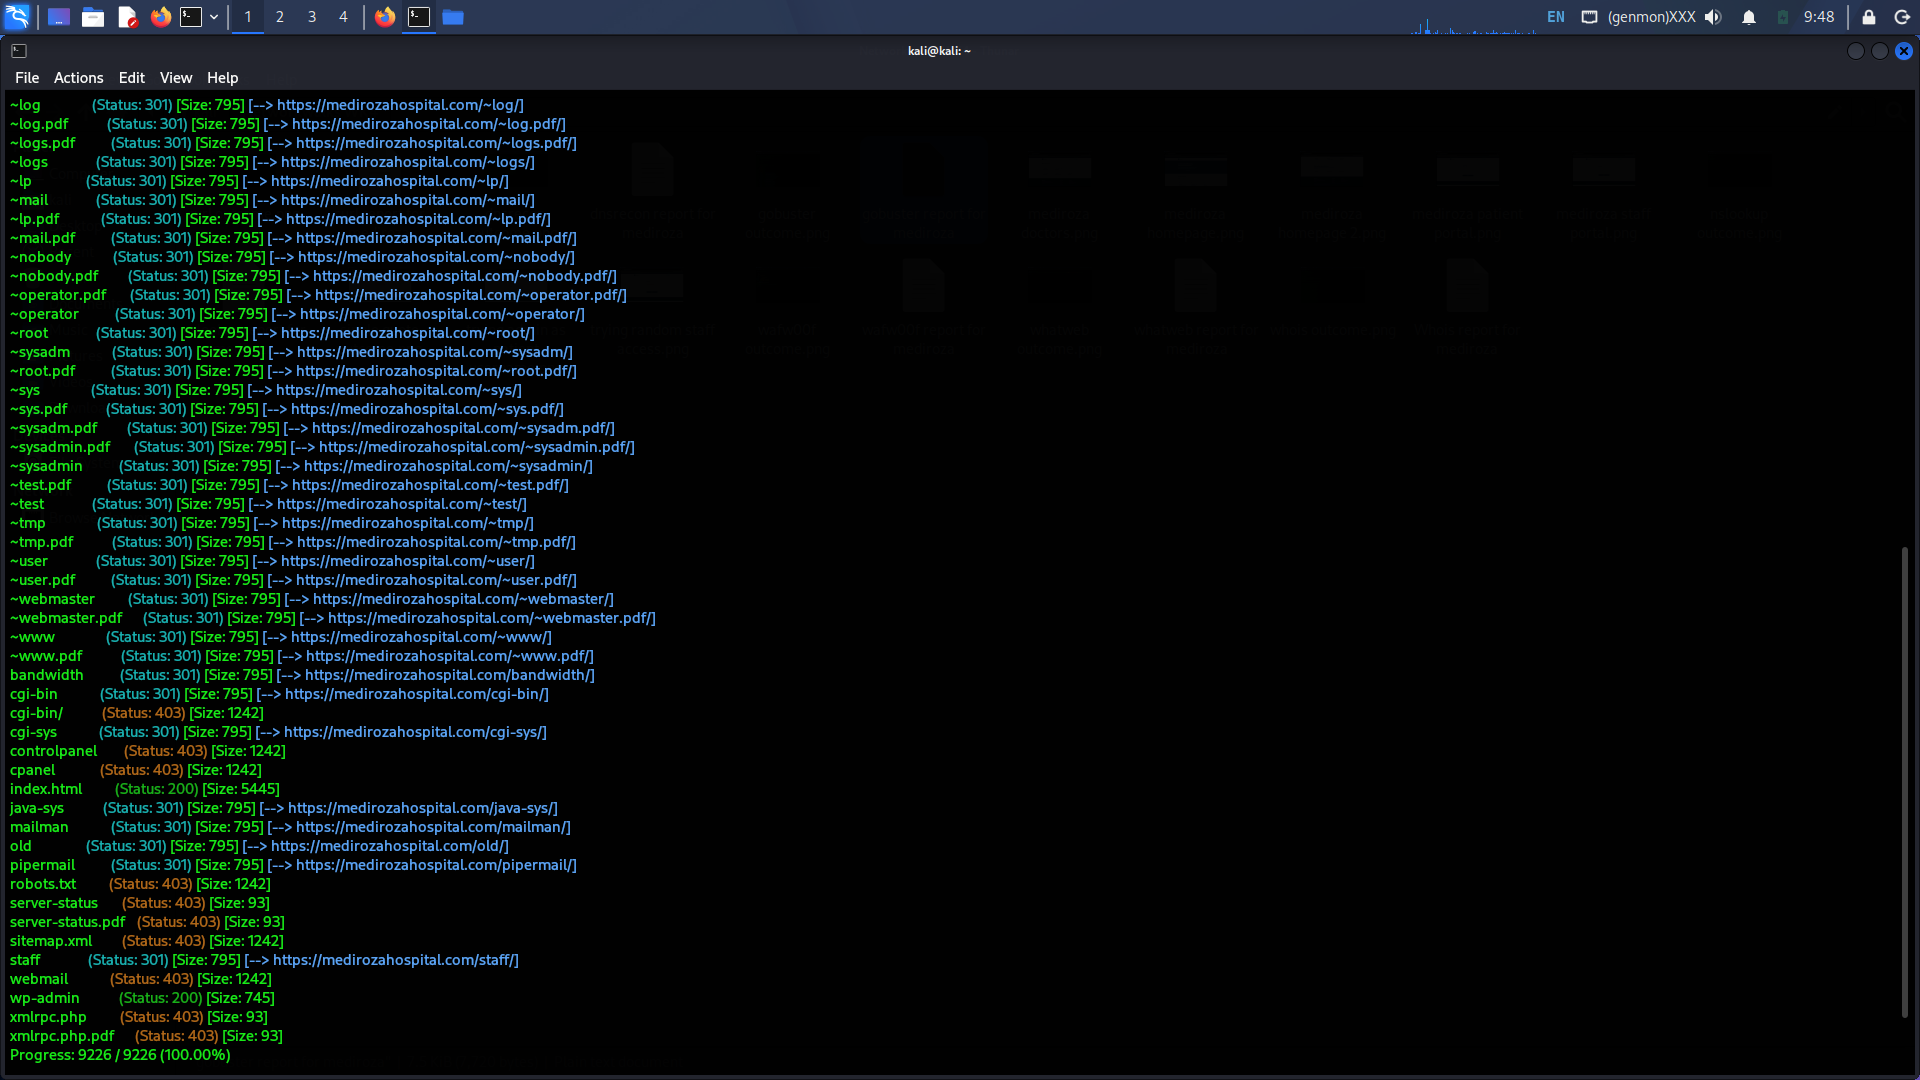 1 2 3 4 EN (genmon)XXX 9:48
kali@kali: ~
File Actions Edit View Help
~log (Status: 301) [Size: 795] [--> https://medirozahospital.com/~log/]
~log.pdf (Status: 301) [Size: 795] [--> https://medirozahospital.com/~log.pdf/]
~logs.pdf (Status: 301) [Size: 795] [--> https://medirozahospital.com/~logs.pdf/]
~logs (Status: 301) [Size: 795] [--> https://medirozahospital.com/~logs/]
~lp (Status: 301) [Size: 795] [--> https://medirozahospital.com/~lp/]
~mail (Status: 301) [Size: 795] [--> https://medirozahospital.com/~mail/]
~lp.pdf (Status: 301) [Size: 795] [--> https://medirozahospital.com/~lp.pdf/]
~mail.pdf (Status: 301) [Size: 795] [--> https://medirozahospital.com/~mail.pdf/]
~nobody (Status: 301) [Size: 795] [--> https://medirozahospital.com/~nobody/]
~nobody.pdf (Status: 301) [Size: 795] [--> https://medirozahospital.com/~nobody.pdf/]
~operator.pdf (Status: 301) [Size: 795] [--> https://medirozahospital.com/~operator.pdf/]
~operator (Status: 301) [Size: 795] [--> https://medirozahospital.com/~operator/]
~root (Status: 301) [Size: 795] [--> https://medirozahospital.com/~root/]
~sysadm (Status: 301) [Size: 795] [--> https://medirozahospital.com/~sysadm/]
~root.pdf (Status: 301) [Size: 795] [--> https://medirozahospital.com/~root.pdf/]
~sys (Status: 301) [Size: 795] [--> https://medirozahospital.com/~sys/]
~sys.pdf (Status: 301) [Size: 795] [--> https://medirozahospital.com/~sys.pdf/]
~sysadm.pdf (Status: 301) [Size: 795] [--> https://medirozahospital.com/~sysadm.pdf/]
~sysadmin.pdf (Status: 301) [Size: 795] [--> https://medirozahospital.com/~sysadmin.pdf/]
~sysadmin (Status: 301) [Size: 795] [--> https://medirozahospital.com/~sysadmin/]
~test.pdf (Status: 301) [Size: 795] [--> https://medirozahospital.com/~test.pdf/]
~test (Status: 301) [Size: 795] [--> https://medirozahospital.com/~test/]
~tmp (Status: 301) [Size: 795] [--> https://medirozahospital.com/~tmp/]
~tmp.pdf (Status: 301) [Size: 795] [--> https://medirozahospital.com/~tmp.pdf/]
~user (Status: 301) [Size: 795] [--> https://medirozahospital.com/~user/]
~user.pdf (Status: 301) [Size: 795] [--> https://medirozahospital.com/~user.pdf/]
~webmaster (Status: 301) [Size: 795] [--> https://medirozahospital.com/~webmaster/]
~webmaster.pdf (Status: 301) [Size: 795] [--> https://medirozahospital.com/~webmaster.pdf/]
~www (Status: 301) [Size: 795] [--> https://medirozahospital.com/~www/]
~www.pdf (Status: 301) [Size: 795] [--> https://medirozahospital.com/~www.pdf/]
bandwidth (Status: 301) [Size: 795] [--> https://medirozahospital.com/bandwidth/]
cgi-bin (Status: 301) [Size: 795] [--> https://medirozahospital.com/cgi-bin/]
cgi-bin/ (Status: 403) [Size: 1242]
cgi-sys (Status: 301) [Size: 795] [--> https://medirozahospital.com/cgi-sys/]
controlpanel (Status: 403) [Size: 1242]
cpanel (Status: 403) [Size: 1242]
index.html (Status: 200) [Size: 5445]
java-sys (Status: 301) [Size: 795] [--> https://medirozahospital.com/java-sys/]
mailman (Status: 301) [Size: 795] [--> https://medirozahospital.com/mailman/]
old (Status: 301) [Size: 795] [--> https://medirozahospital.com/old/]
pipermail (Status: 301) [Size: 795] [--> https://medirozahospital.com/pipermail/]
robots.txt (Status: 403) [Size: 1242]
server-status (Status: 403) [Size: 93]
server-status.pdf (Status: 403) [Size: 93]
sitemap.xml (Status: 403) [Size: 1242]
staff (Status: 301) [Size: 795] [--> https://medirozahospital.com/staff/]
webmail (Status: 403) [Size: 1242]
wp-admin (Status: 200) [Size: 745]
xmlrpc.php (Status: 403) [Size: 93]
xmlrpc.php.pdf (Status: 403) [Size: 93]
Progress: 9226 / 9226 (100.00%)